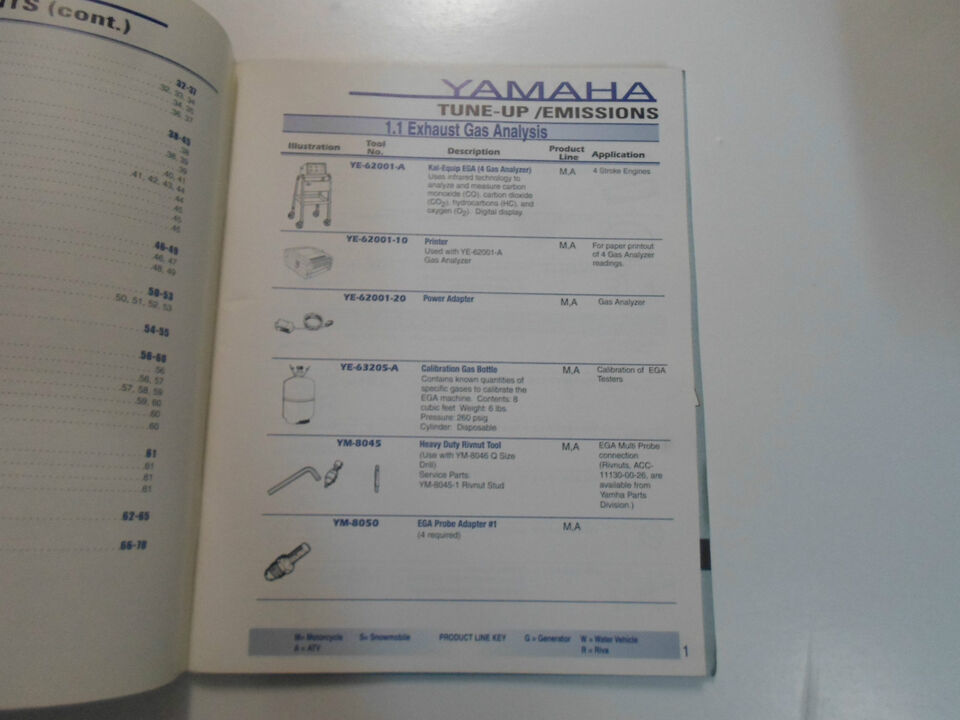 (cont.)
32-37
32, 33, 34
34, 35
36, 37
38-43
38
38, 39
39
40, 41
41, 42, 43, 44
44
45
45
45
46-49
46, 47
48, 49
50-53
50, 51, 52, 53
54-55
56-60
56
56, 57
57, 58, 59
59, 60
60
60
61
61
61
61
62-65
66-70
YAMAHA
TUNE-UP /EMISSIONS
1.1 Exhaust Gas Analysis
Illustration Tool No. Description Product Line Application
YE-62001-A Kal-Equip EGA (4 Gas Analyzer) M,A 4 Stroke Engines
Uses infrared technology to
analyze and measure carbon
monoxide (CO), carbon dioxide
(CO2), hydrocarbons (HC), and
oxygen (O2). Digital display.
YE-62001-10 Printer M,A For paper printout
Used with YE-62001-A of 4 Gas Analyzer
Gas Analyzer readings.
YE-62001-20 Power Adapter M,A Gas Analyzer
YE-63205-A Calibration Gas Bottle M,A Calibration of EGA
Contains known quantities of Testers
specific gases to calibrate the
EGA machine. Contents: 8
cubic feet Weight: 6 lbs.
Pressure: 260 psig
Cylinder: Disposable
YM-8045 Heavy Duty Rivnut Tool M,A EGA Multi Probe
(Use with YM-8046 Q Size connection
Drill) (Rivnuts, ACC-
Service Parts: 11130-00-26, are
YM-8045-1 Rivnut Stud available from
Yamha Parts
Division.)
YM-8050 EGA Probe Adapter #1 M,A
(4 required)
M= Motorcycle S= Snowmobile PRODUCT LINE KEY G = Generator W = Water Vehicle
A = ATV R = Riva
1